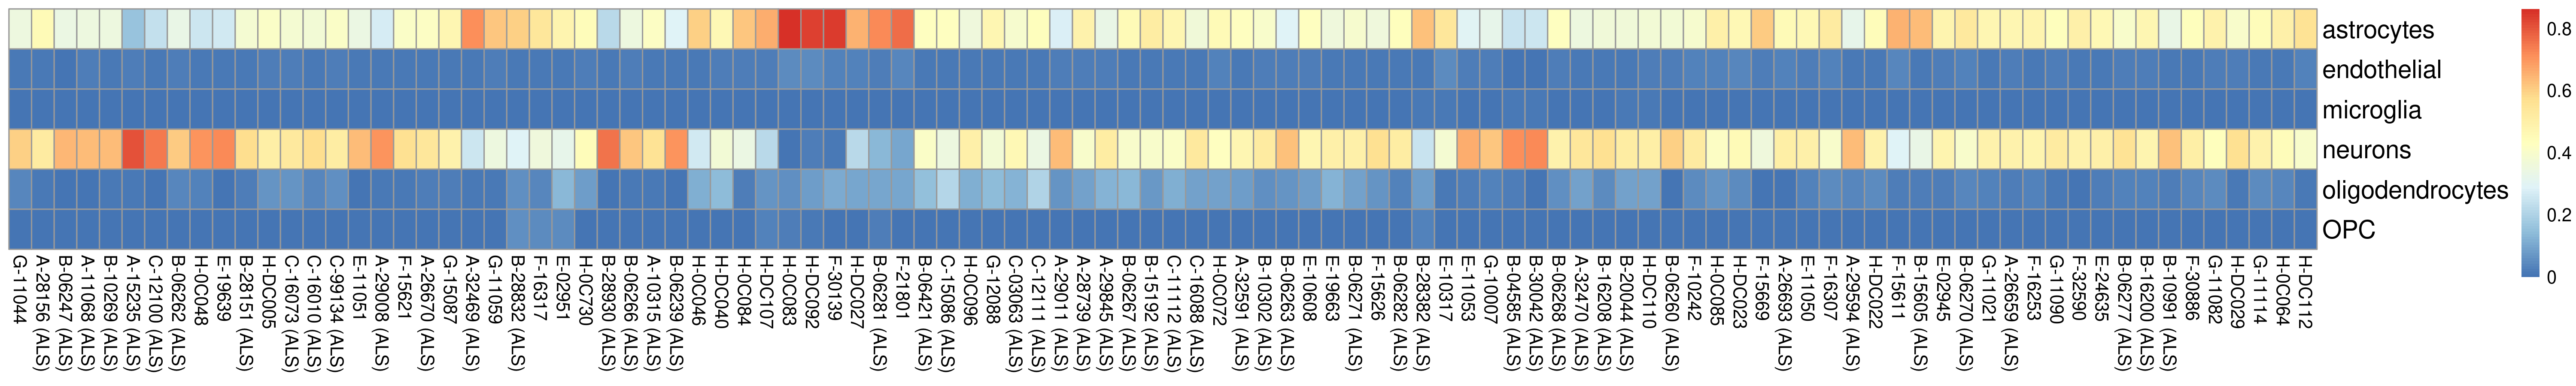 astrocytes
endothelial
microglia
neurons
oligodendrocytes
OPC
0.8
0.6
0.4
0.2
0
G-11044
A-28156 (ALS)
B-06247 (ALS)
A-11068 (ALS)
B-10269 (ALS)
A-15235 (ALS)
C-12100 (ALS)
B-06262 (ALS)
H-0C048
E-19639
B-28151 (ALS)
H-DC005
C-16073 (ALS)
C-16010 (ALS)
C-99134 (ALS)
E-11051
A-29008 (ALS)
F-15621
A-26670 (ALS)
G-15087
A-32469 (ALS)
G-11059
B-28832 (ALS)
F-16317
E-02951
H-0C730
B-28930 (ALS)
B-06266 (ALS)
A-10315 (ALS)
B-06239 (ALS)
H-0C046
H-DC040
H-0C084
H-DC107
H-0C083
H-DC092
F-30139
H-DC027
B-06281 (ALS)
F-21801
B-06421 (ALS)
C-15086 (ALS)
H-0C096
G-12088
C-03063 (ALS)
C-12111 (ALS)
A-29011 (ALS)
A-28739 (ALS)
A-29845 (ALS)
B-06267 (ALS)
B-15192 (ALS)
C-11112 (ALS)
C-16088 (ALS)
H-0C072
A-32591 (ALS)
B-10302 (ALS)
B-06263 (ALS)
E-10608
E-19663
B-06271 (ALS)
F-15626
B-06282 (ALS)
B-28382 (ALS)
E-10317
E-11053
G-10007
B-04585 (ALS)
B-30042 (ALS)
B-06268 (ALS)
A-32470 (ALS)
B-16208 (ALS)
B-20044 (ALS)
H-DC110
B-06260 (ALS)
F-10242
H-0C085
H-DC023
F-15669
A-26693 (ALS)
E-11050
F-16307
A-29594 (ALS)
H-DC022
F-15611
B-15605 (ALS)
E-02945
B-06270 (ALS)
G-11021
A-26659 (ALS)
F-16253
G-11090
F-32590
E-24635
B-06277 (ALS)
B-16200 (ALS)
B-10991 (ALS)
F-30886
G-11082
H-DC029
G-11114
H-0C064
H-DC112